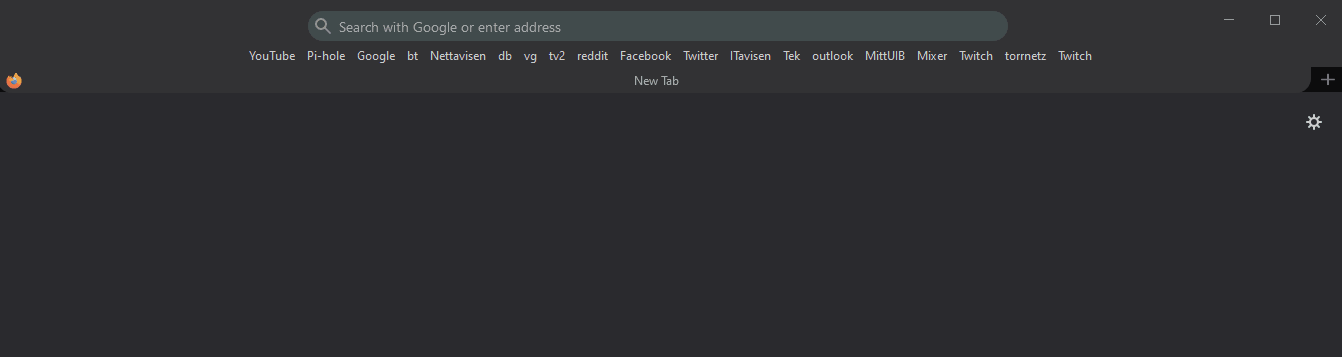 Search with Google or enter address
YouTube Pi-hole Google bt Nettavisen db vg tv2 reddit Facebook Twitter ITavisen Tek outlook MittUIB Mixer Twitch torrnetz Twitch
New Tab